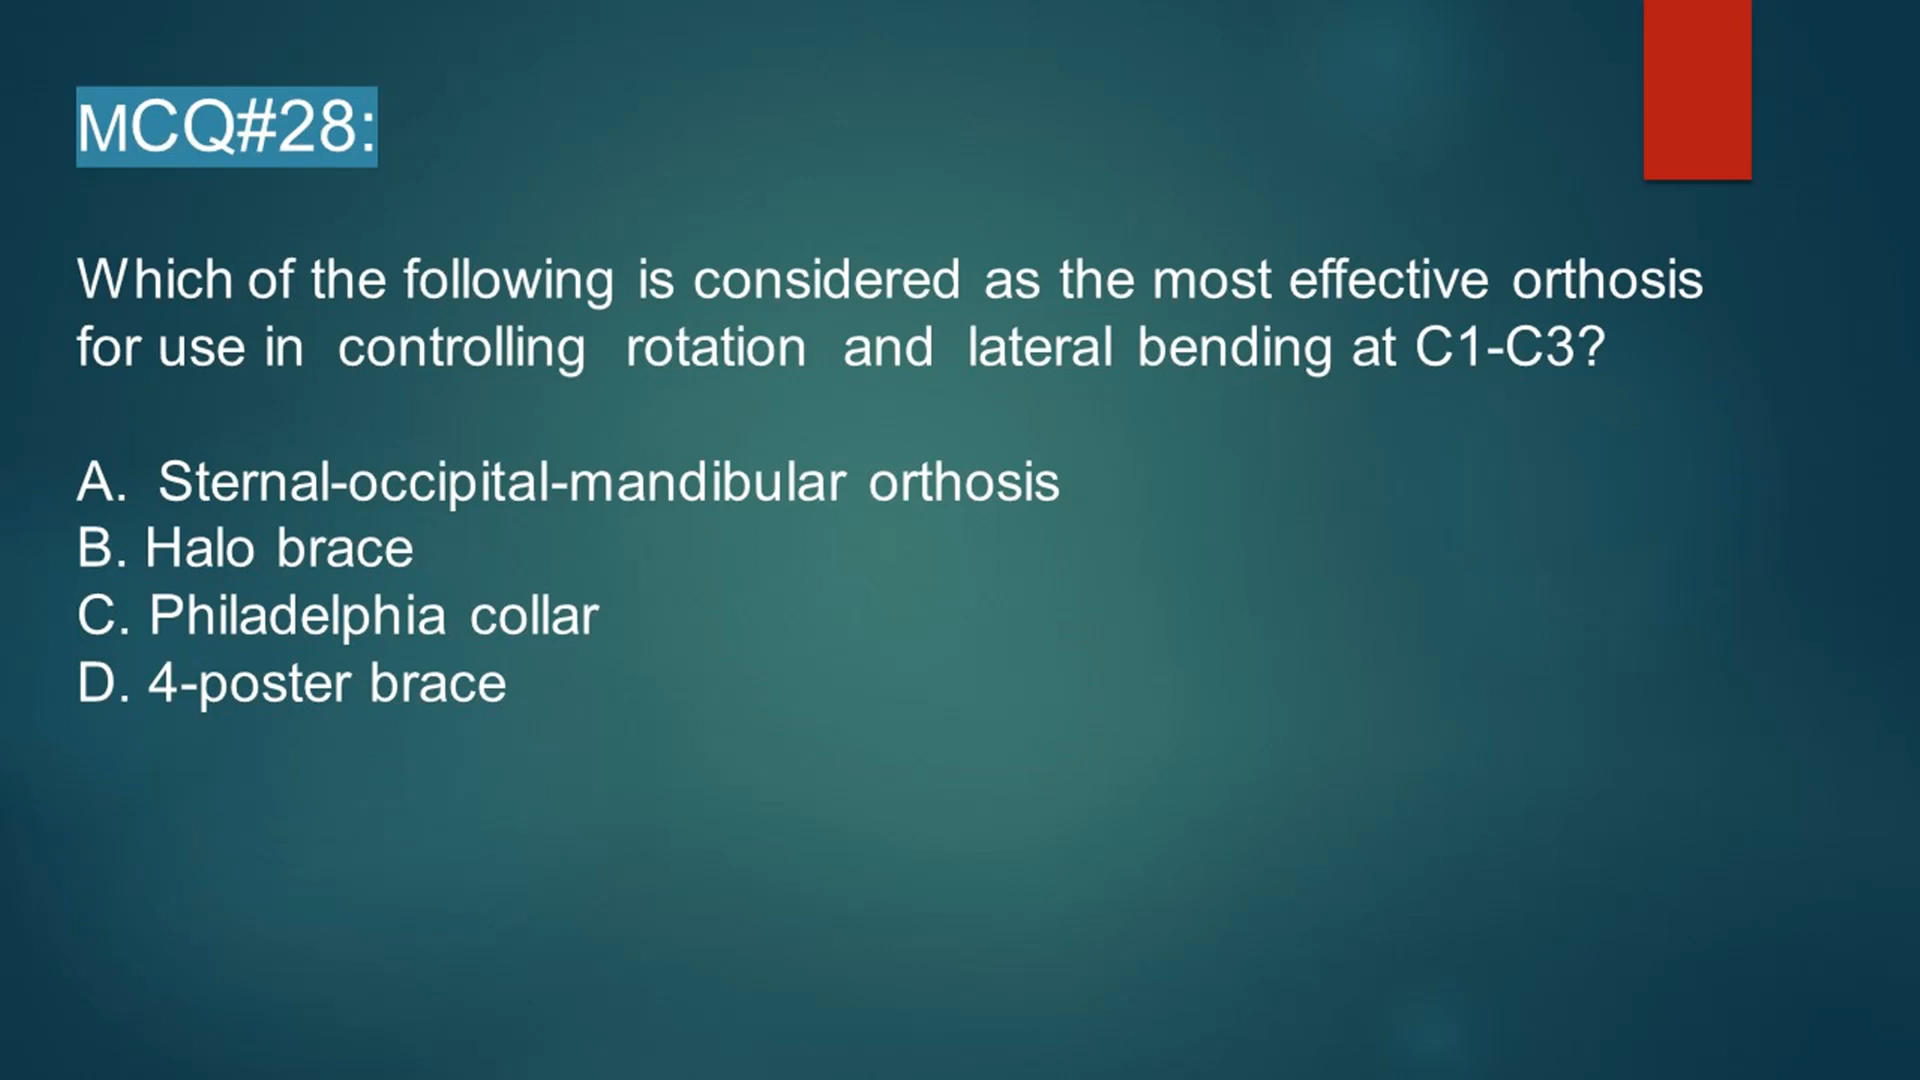 MCQ#28:
Which of the following is considered as the most effective orthosis
for use in controlling rotation and lateral bending at C1-C3?
A. Sternal-occipital-mandibular orthosis
B. Halo brace
C. Philadelphia collar
D. 4-poster brace